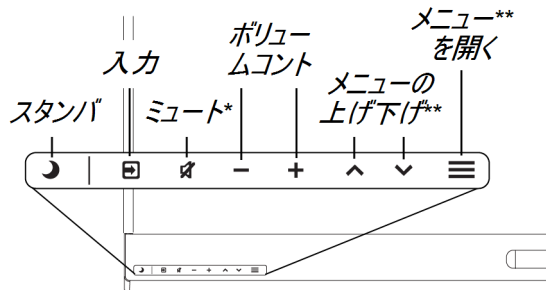 メニュー**
を開く
ボリュー
ムコント
入力
メニューの
上げ下げ**
スタンバ
ミュート*